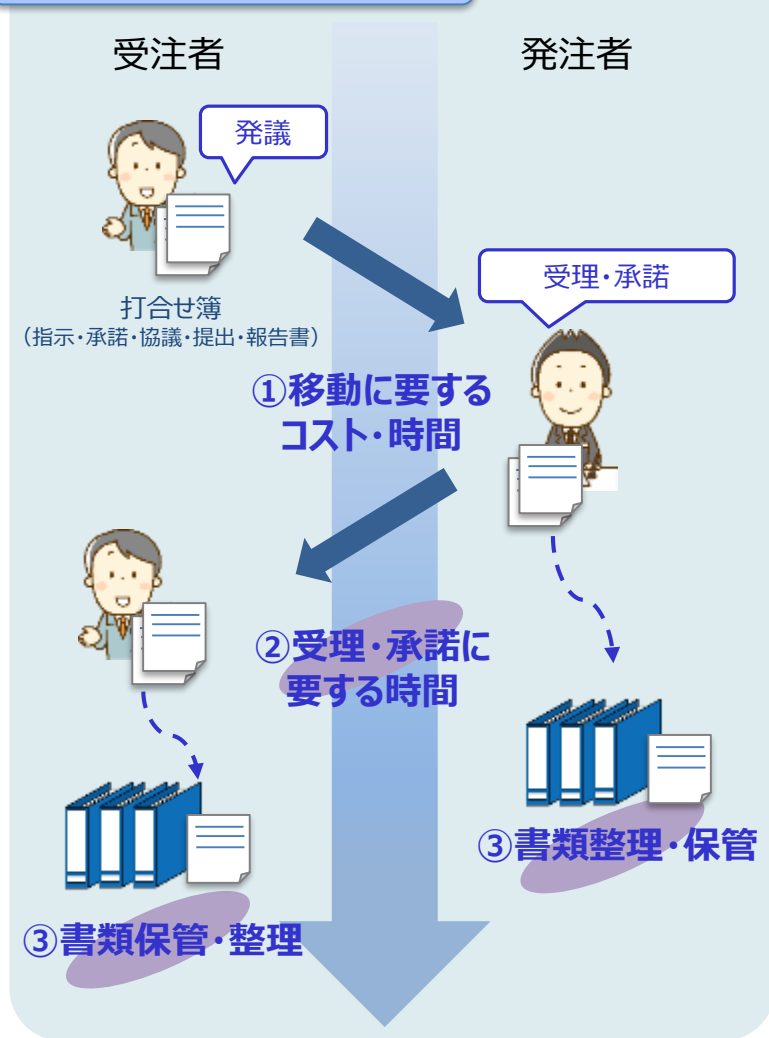 受注者
発注者
発議
受理・承諾
打合せ簿
（指示・承諾・協議・提出・報告書）
①移動に要する
コスト・時間
②受理・承諾に
要する時間
③書類整理・保管
③書類保管・整理